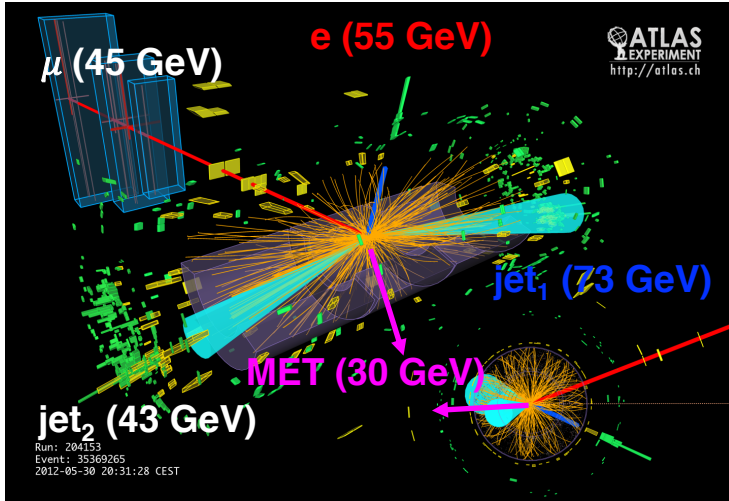 e (55 GeV)
ATLAS
EXPERIMENT
http://atlas.ch
μ (45 GeV)
jet₁ (73 GeV)
MET (30 GeV)
jet₂ (43 GeV)
Run: 204153
Event: 35369265
2012-05-30 20:31:28 CEST